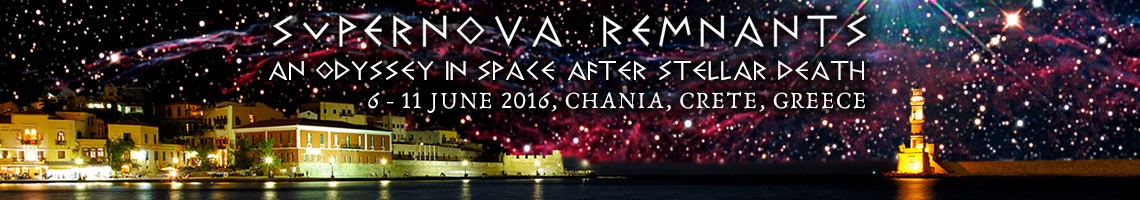 SUPERNOVA REMNANTS
AN ODYSSEY IN SPACE AFTER STELLAR DEATH
6 - 11 JUNE 2016, CHANIA, CRETE, GREECE